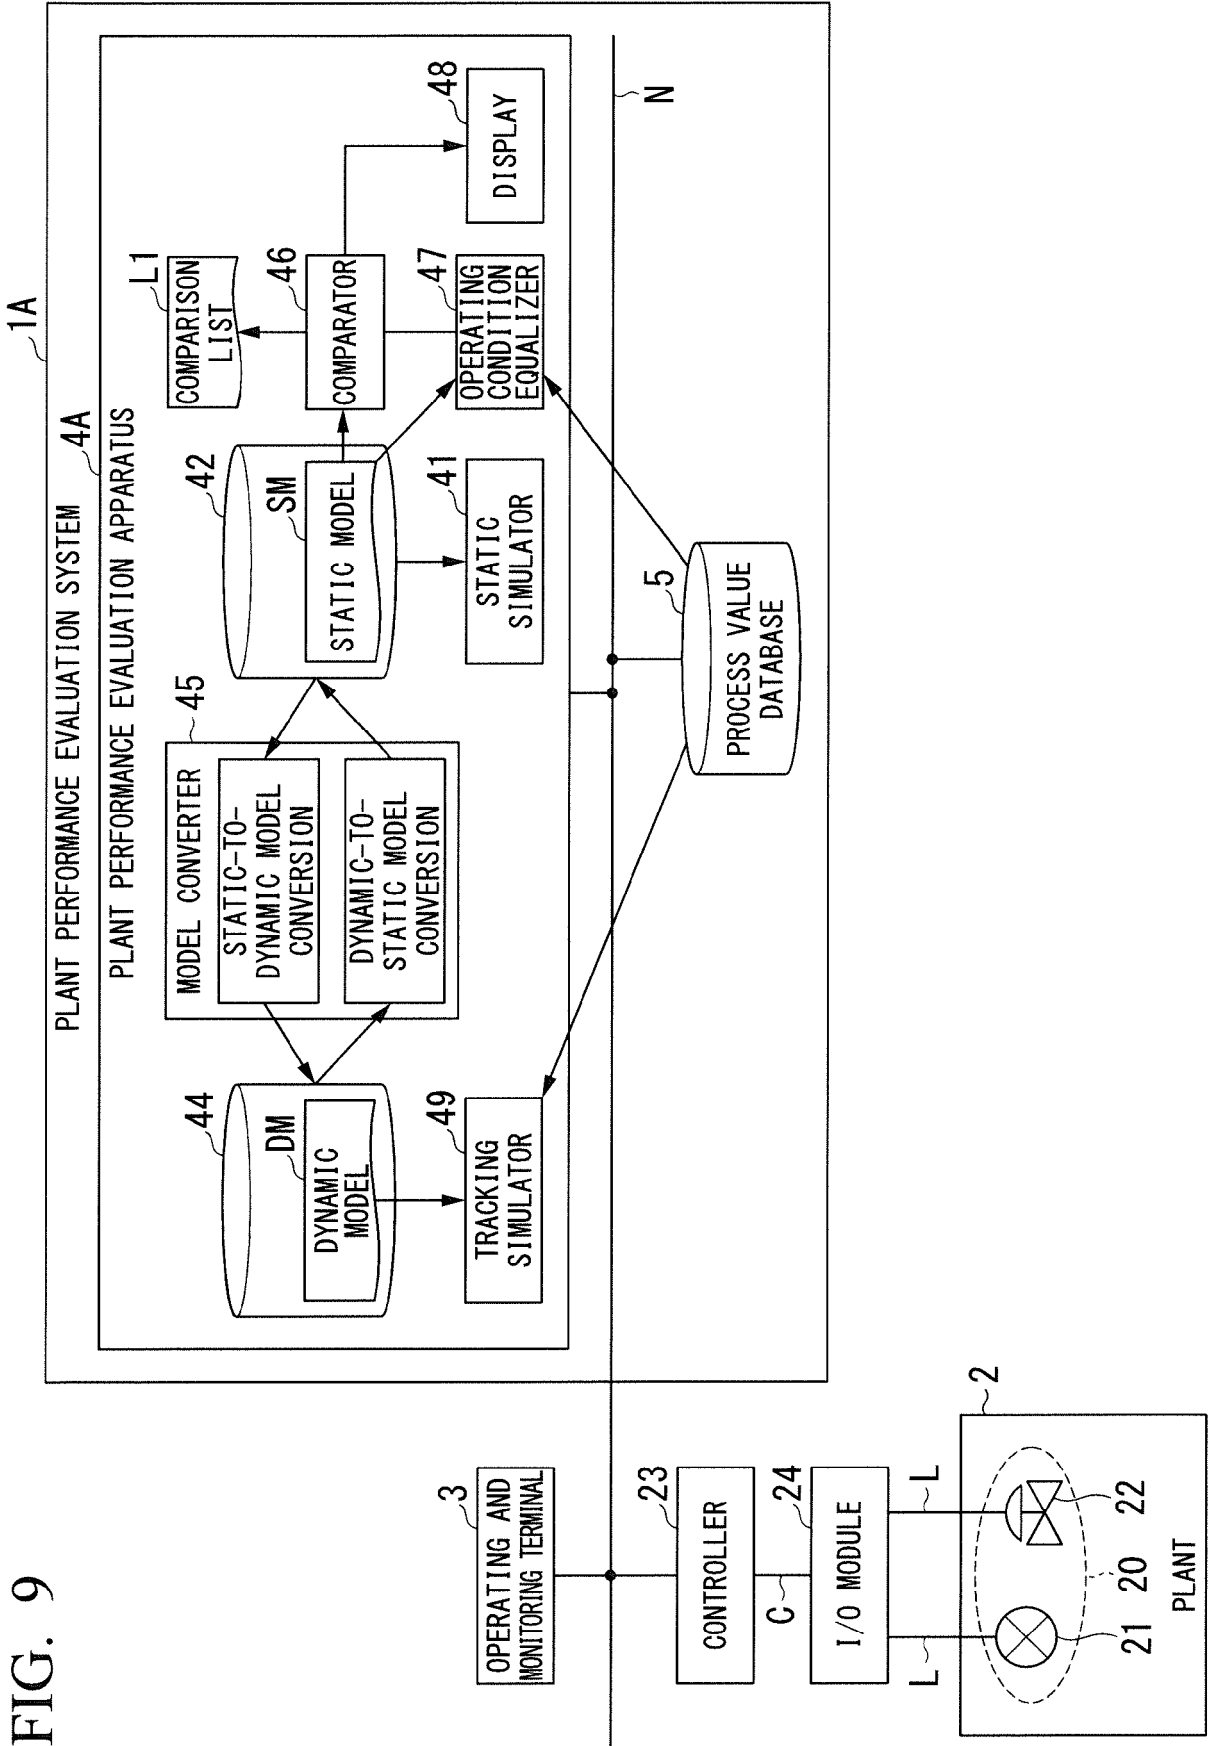 FIG. 9
1A
PLANT PERFORMANCE EVALUATION SYSTEM
4A
PLANT PERFORMANCE EVALUATION APPARATUS
44
DM
DYNAMIC
MODEL
49
TRACKING
SIMULATOR
45
MODEL CONVERTER
STATIC-TO-
DYNAMIC MODEL
CONVERSION
DYNAMIC-TO-
STATIC MODEL
CONVERSION
42
SM
STATIC MODEL
41
STATIC
SIMULATOR
L1
COMPARISON
LIST
46
COMPARATOR
47
OPERATING
CONDITION
EQUALIZER
48
DISPLAY
N
5
PROCESS VALUE
DATABASE
3
OPERATING AND
MONITORING TERMINAL
23
CONTROLLER
C
24
I/O MODULE
L
L
2
21
20
22
PLANT